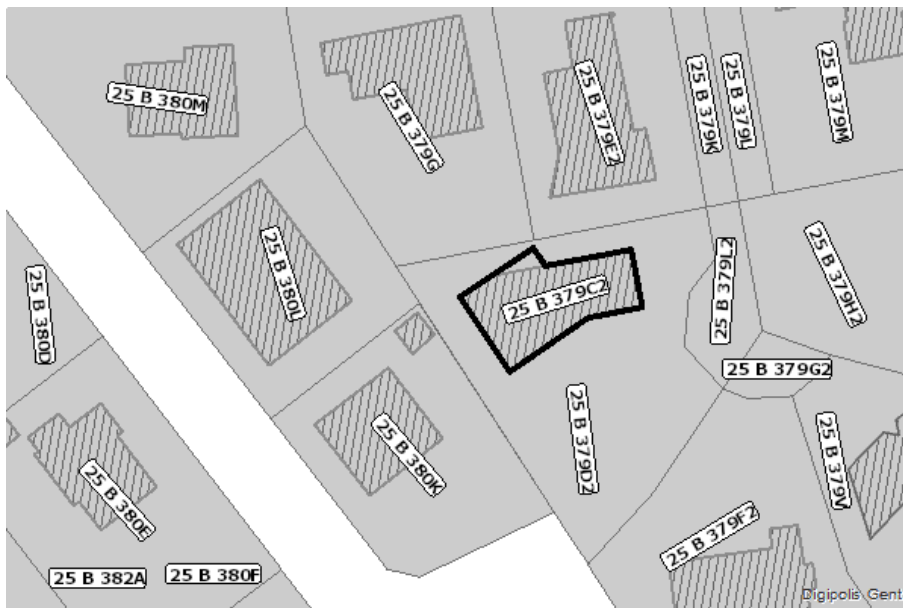 25 B 380M
25 B 379G
25 B 379E2
25 B 379K
25 B 379L
25 B 379M
25 B 380L
25 B 379C2
25 B 379L2
25 B 379H2
25 B 380D
25 B 379G2
25 B 380K
25 B 379D2
25 B 379V
25 B 380E
25 B 379F2
25 B 382A
25 B 380F
Digipolis Gent